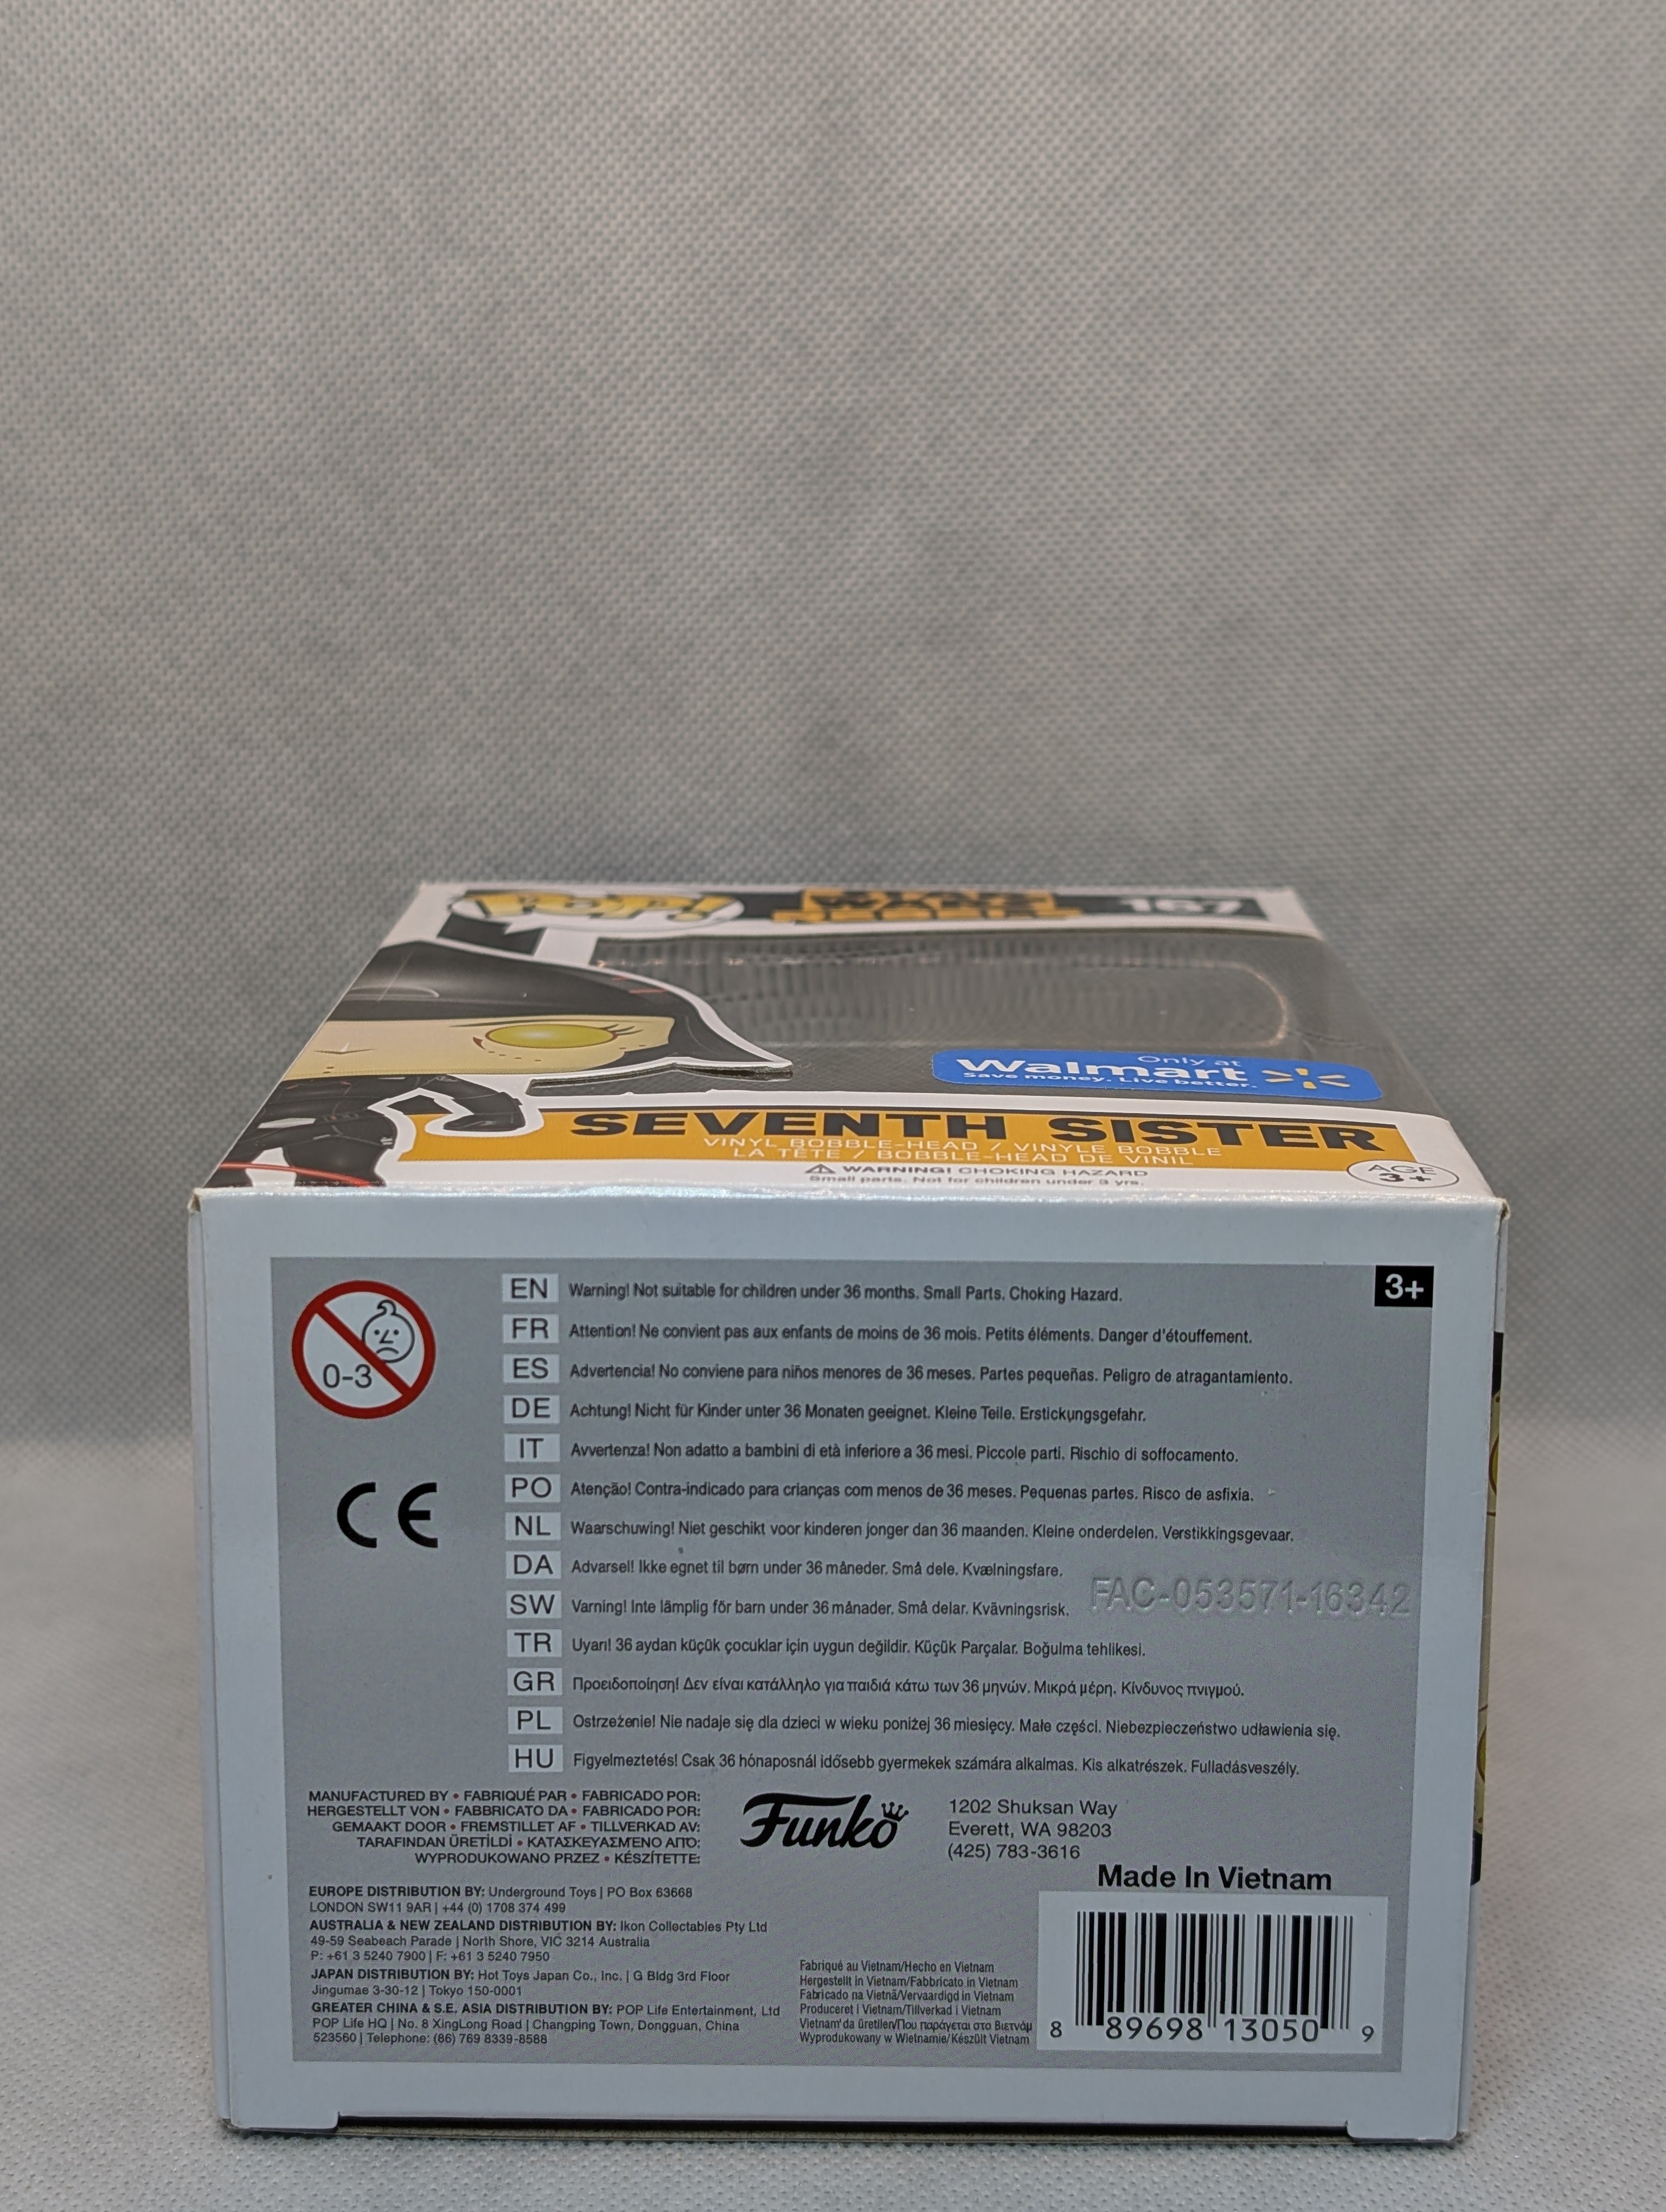 POP!
STAR
WARS
REBELS
167
Only at
Walmart
Save money. Live better.
SEVENTH SISTER
VINYL BOBBLE-HEAD / VINYLE BOBBLE
LA TÊTE / BOBBLE-HEAD DE VINIL
WARNING! CHOKING HAZARD
Small parts. Not for children under 3 yrs.
AGE
3+
3+
0-3
CE
EN Warning! Not suitable for children under 36 months. Small Parts. Choking Hazard.
FR Attention! Ne convient pas aux enfants de moins de 36 mois. Petits éléments. Danger d'étouffement.
ES Advertencia! No conviene para niños menores de 36 meses. Partes pequeñas. Peligro de atragantamiento.
DE Achtung! Nicht für Kinder unter 36 Monaten geeignet. Kleine Teile. Erstickungsgefahr.
IT Avvertenza! Non adatto a bambini di età inferiore a 36 mesi. Piccole parti. Rischio di soffocamento.
PO Atenção! Contra-indicado para crianças com menos de 36 meses. Pequenas partes. Risco de asfixia.
NL Waarschuwing! Niet geschikt voor kinderen jonger dan 36 maanden. Kleine onderdelen. Verstikkingsgevaar.
DA Advarsel! Ikke egnet til børn under 36 måneder. Små dele. Kvælningsfare.
SW Varning! Inte lämplig för barn under 36 månader. Små delar. Kvävningsrisk.
FAC-053571-16342
TR Uyarı! 36 aydan küçük çocuklar için uygun değildir. Küçük Parçalar. Boğulma tehlikesi.
GR Προειδοποίηση! Δεν είναι κατάλληλο για παιδιά κάτω των 36 μηνών. Μικρά μέρη. Κίνδυνος πνιγμού.
PL Ostrzeżenie! Nie nadaje się dla dzieci w wieku poniżej 36 miesięcy. Małe części. Niebezpieczeństwo udławienia się.
HU Figyelmeztetés! Csak 36 hónaposnál idősebb gyermekek számára alkalmas. Kis alkatrészek. Fulladásveszély.
MANUFACTURED BY • FABRIQUÉ PAR • FABRICADO POR:
HERGESTELLT VON • FABBRICATO DA • FABRICADO POR:
GEMAAKT DOOR • FREMSTILLET AF • TILLVERKAD AV:
TARAFINDAN ÜRETİLDİ • ΚΑΤΑΣΚΕΥΑΣΜΈΝΟ ΑΠΌ:
WYPRODUKOWANO PRZEZ • KÉSZÍTETTE:
Funko
1202 Shuksan Way
Everett, WA 98203
(425) 783-3616
Made In Vietnam
EUROPE DISTRIBUTION BY: Underground Toys | PO Box 63668
LONDON SW11 9AR | +44 (0) 1708 374 499
AUSTRALIA & NEW ZEALAND DISTRIBUTION BY: Ikon Collectables Pty Ltd
49-59 Seabeach Parade | North Shore, VIC 3214 Australia
P: +61 3 5240 7900 | F: +61 3 5240 7950
JAPAN DISTRIBUTION BY: Hot Toys Japan Co., Inc. | G Bldg 3rd Floor
Jingumae 3-30-12 | Tokyo 150-0001
GREATER CHINA & S.E. ASIA DISTRIBUTION BY: POP Life Entertainment, Ltd
POP Life HQ | No. 8 XingLong Road | Changping Town, Dongguan, China
523560 | Telephone: (86) 769 8339-8588
Fabriqué au Vietnam/Hecho en Vietnam
Hergestellt in Vietnam/Fabbricato in Vietnam
Fabricado na Vietnã/Vervaardigd in Vietnam
Produceret i Vietnam/Tillverkad i Vietnam
Vietnam'da üretilen/Που παράγεται στο Βιετνάμ
Wyprodukowany w Wietnamie/Készült Vietnam
8 89698 13050 9